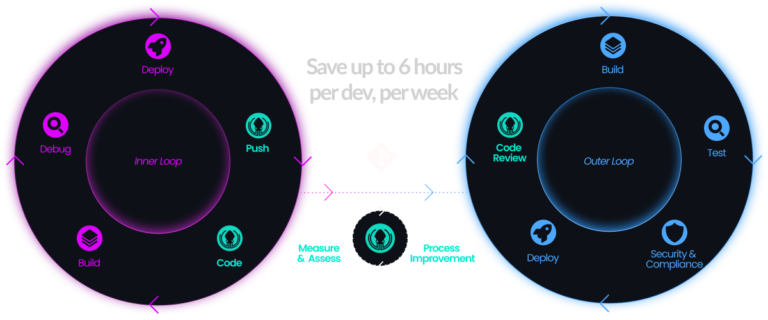 Deploy
Debug
Push
Inner Loop
Build
Code
Save up to 6 hours
per dev, per week
Measure
& Assess
Process
Improvement
Build
Code
Review
Test
Outer Loop
Deploy
Security &
Compliance